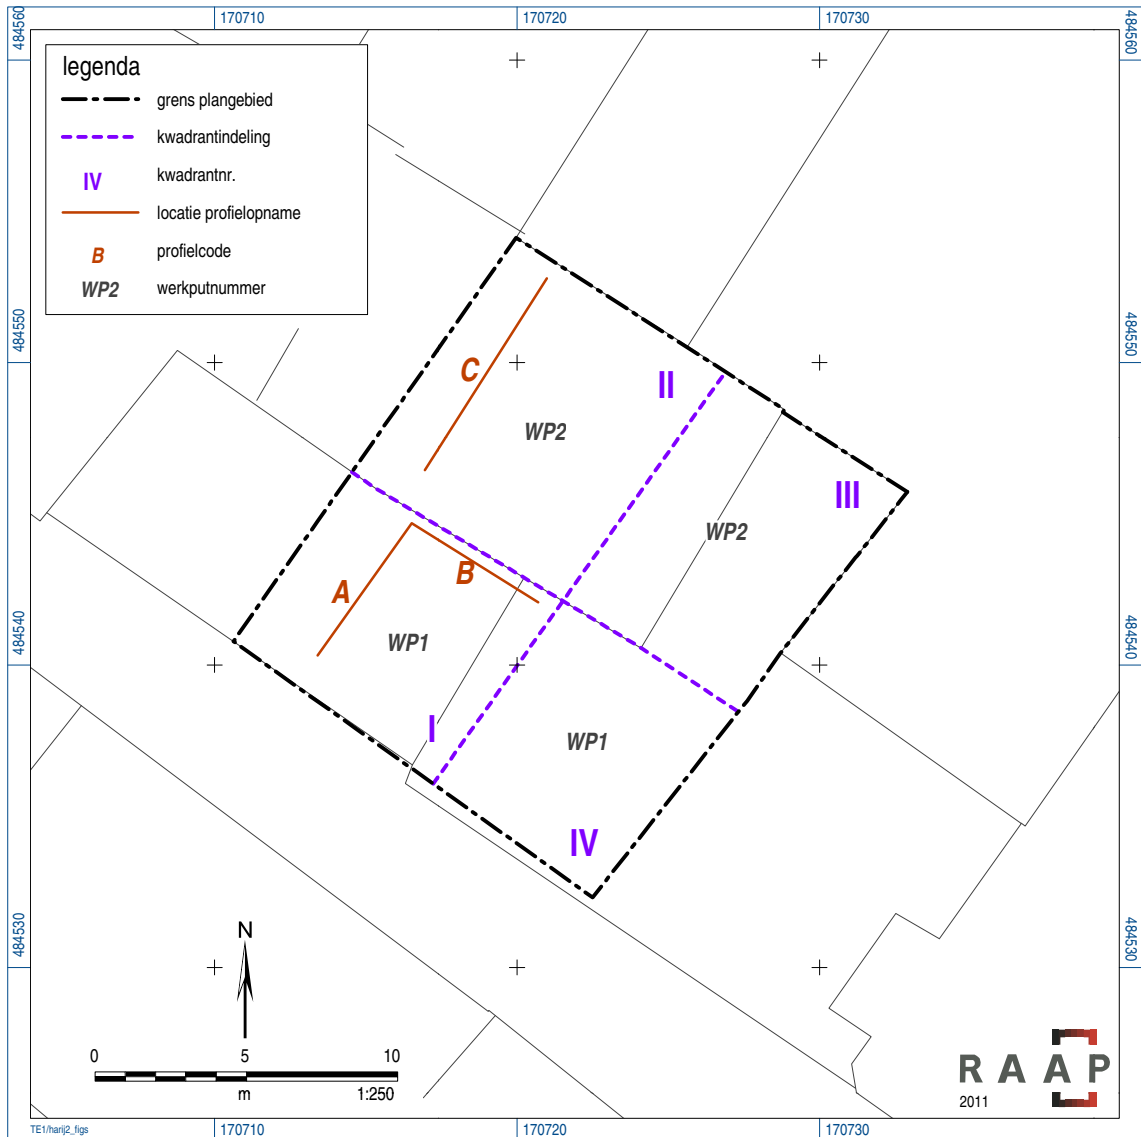 170710
170720
170730
484560
484560
legenda
grens plangebied
kwadrantindeling
IV
kwadrantnr.
locatie profielopname
B
profielcode
WP2
werkputnummer
484550
484550
C
II
WP2
III
WP2
B
A
484540
484540
WP1
I
WP1
IV
484530
484530
N
0 5 10
m 1:250
RAAP
2011
TE1/harij2_figs
170710
170720
170730